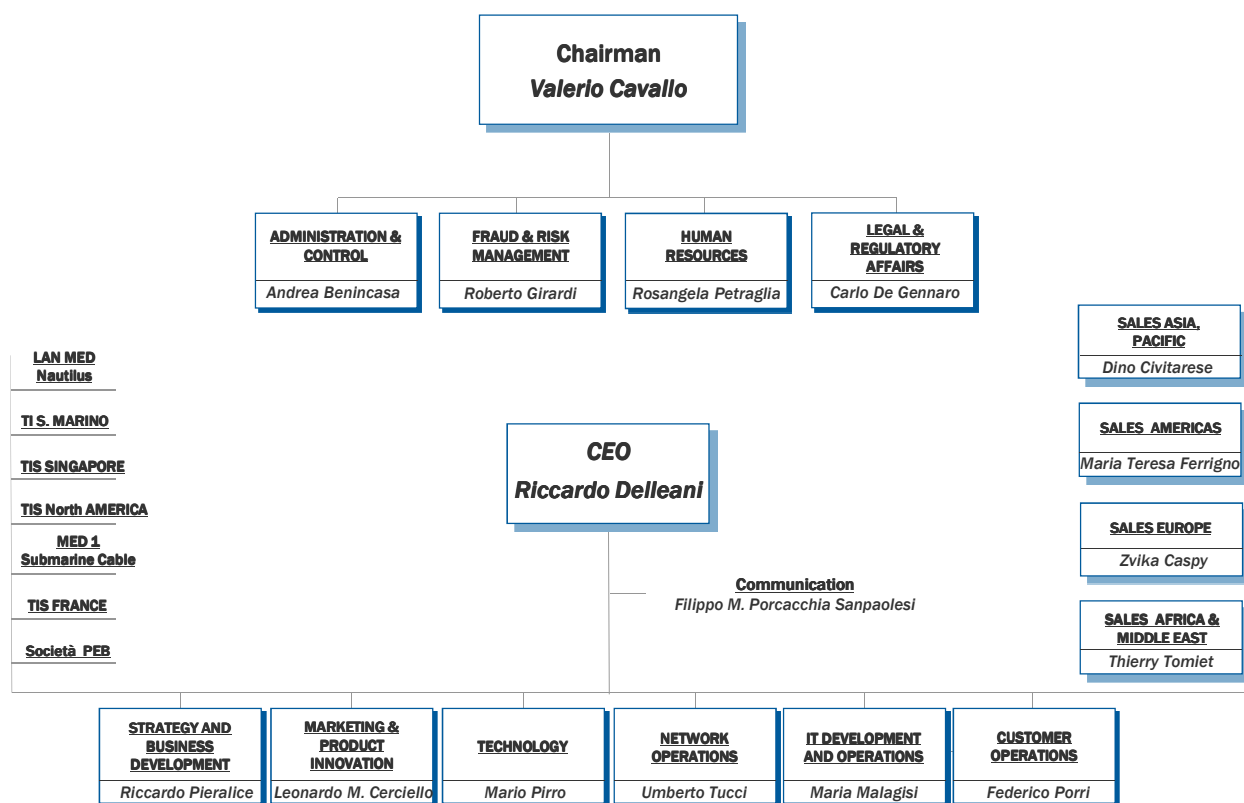 Chairman
Valerio Cavallo
ADMINISTRATION &
CONTROL
Andrea Benincasa
FRAUD & RISK
MANAGEMENT
Roberto Girardi
HUMAN
RESOURCES
Rosangela Petraglia
LEGAL &
REGULATORY
AFFAIRS
Carlo De Gennaro
LAN MED
Nautilus
TI S. MARINO
TIS SINGAPORE
TIS North AMERICA
MED 1
Submarine Cable
TIS FRANCE
Società PEB
CEO
Riccardo Delleani
Communication
Filippo M. Porcacchia Sanpaolesi
SALES ASIA,
PACIFIC
Dino Civitarese
SALES AMERICAS
Maria Teresa Ferrigno
SALES EUROPE
Zvika Caspy
SALES AFRICA &
MIDDLE EAST
Thierry Tomiet
STRATEGY AND
BUSINESS
DEVELOPMENT
Riccardo Pieralice
MARKETING &
PRODUCT
INNOVATION
Leonardo M. Cerciello
TECHNOLOGY
Mario Pirro
NETWORK
OPERATIONS
Umberto Tucci
IT DEVELOPMENT
AND OPERATIONS
Maria Malagisi
CUSTOMER
OPERATIONS
Federico Porri